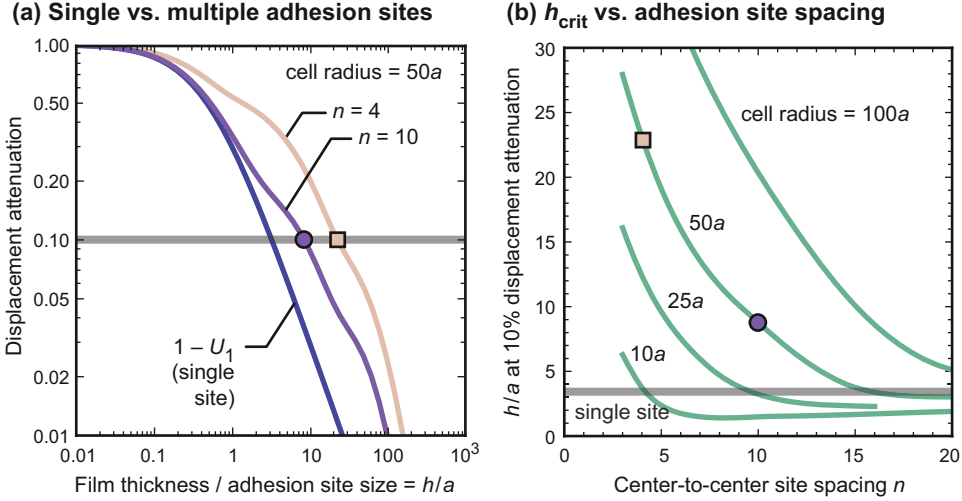 (a) Single vs. multiple adhesion sites
1.00
0.50
0.20
0.10
0.05
0.02
0.01
Displacement attenuation
cell radius = 50a
n = 4
n = 10
1 – U1
(single
site)
0.01
0.1
1
10
100
10³
Film thickness / adhesion site size = h/a
(b) hcrit vs. adhesion site spacing
30
25
20
15
10
5
0
h/a at 10% displacement attenuation
cell radius = 100a
50a
25a
10a
single site
0
5
10
15
20
Center-to-center site spacing n